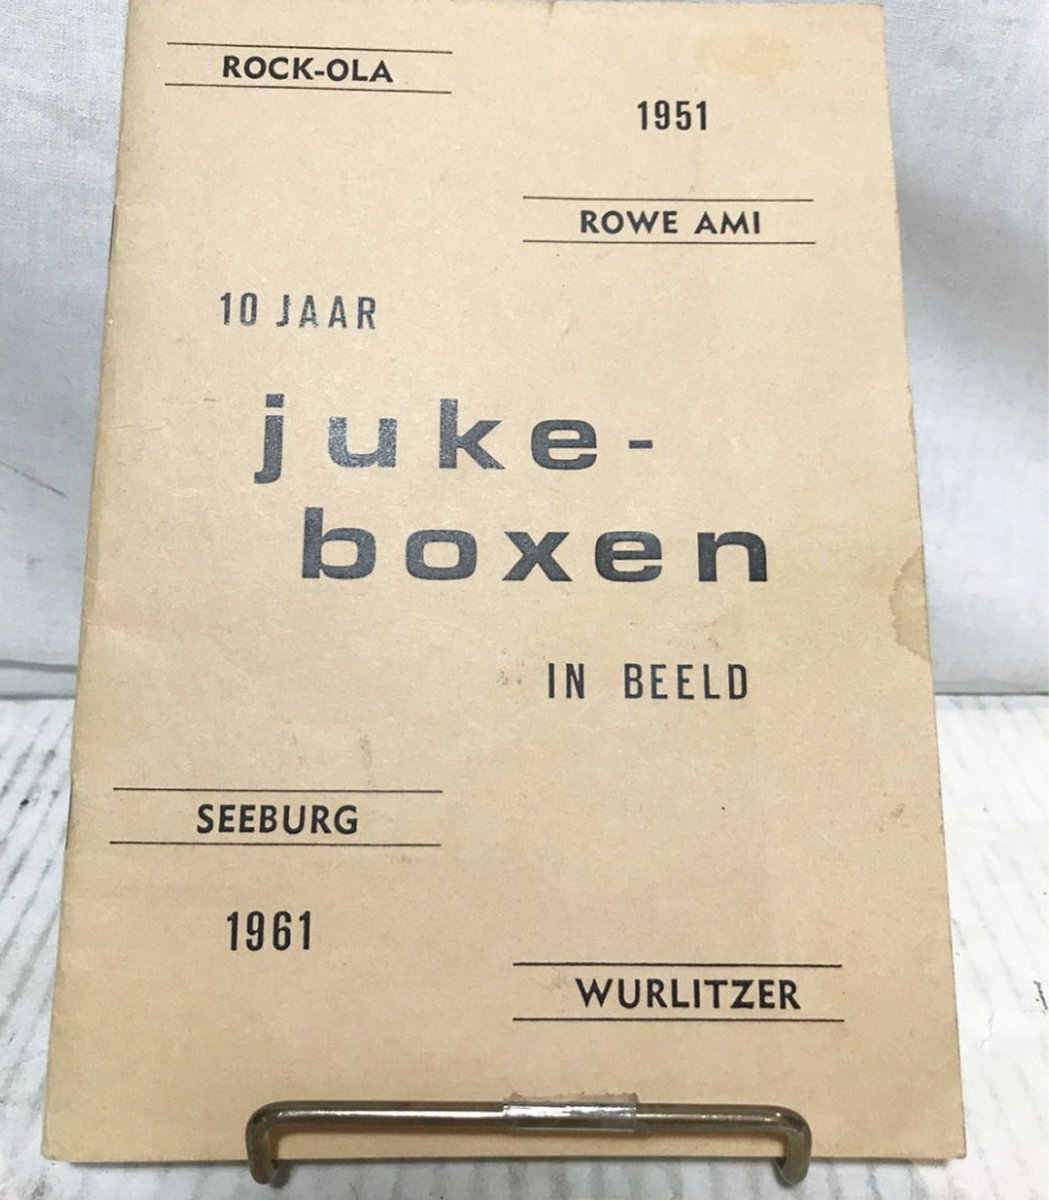 ROCK-OLA
1951
ROWE AMI
10 JAAR
juke-
boxen
IN BEELD
SEEBURG
1961
WURLITZER